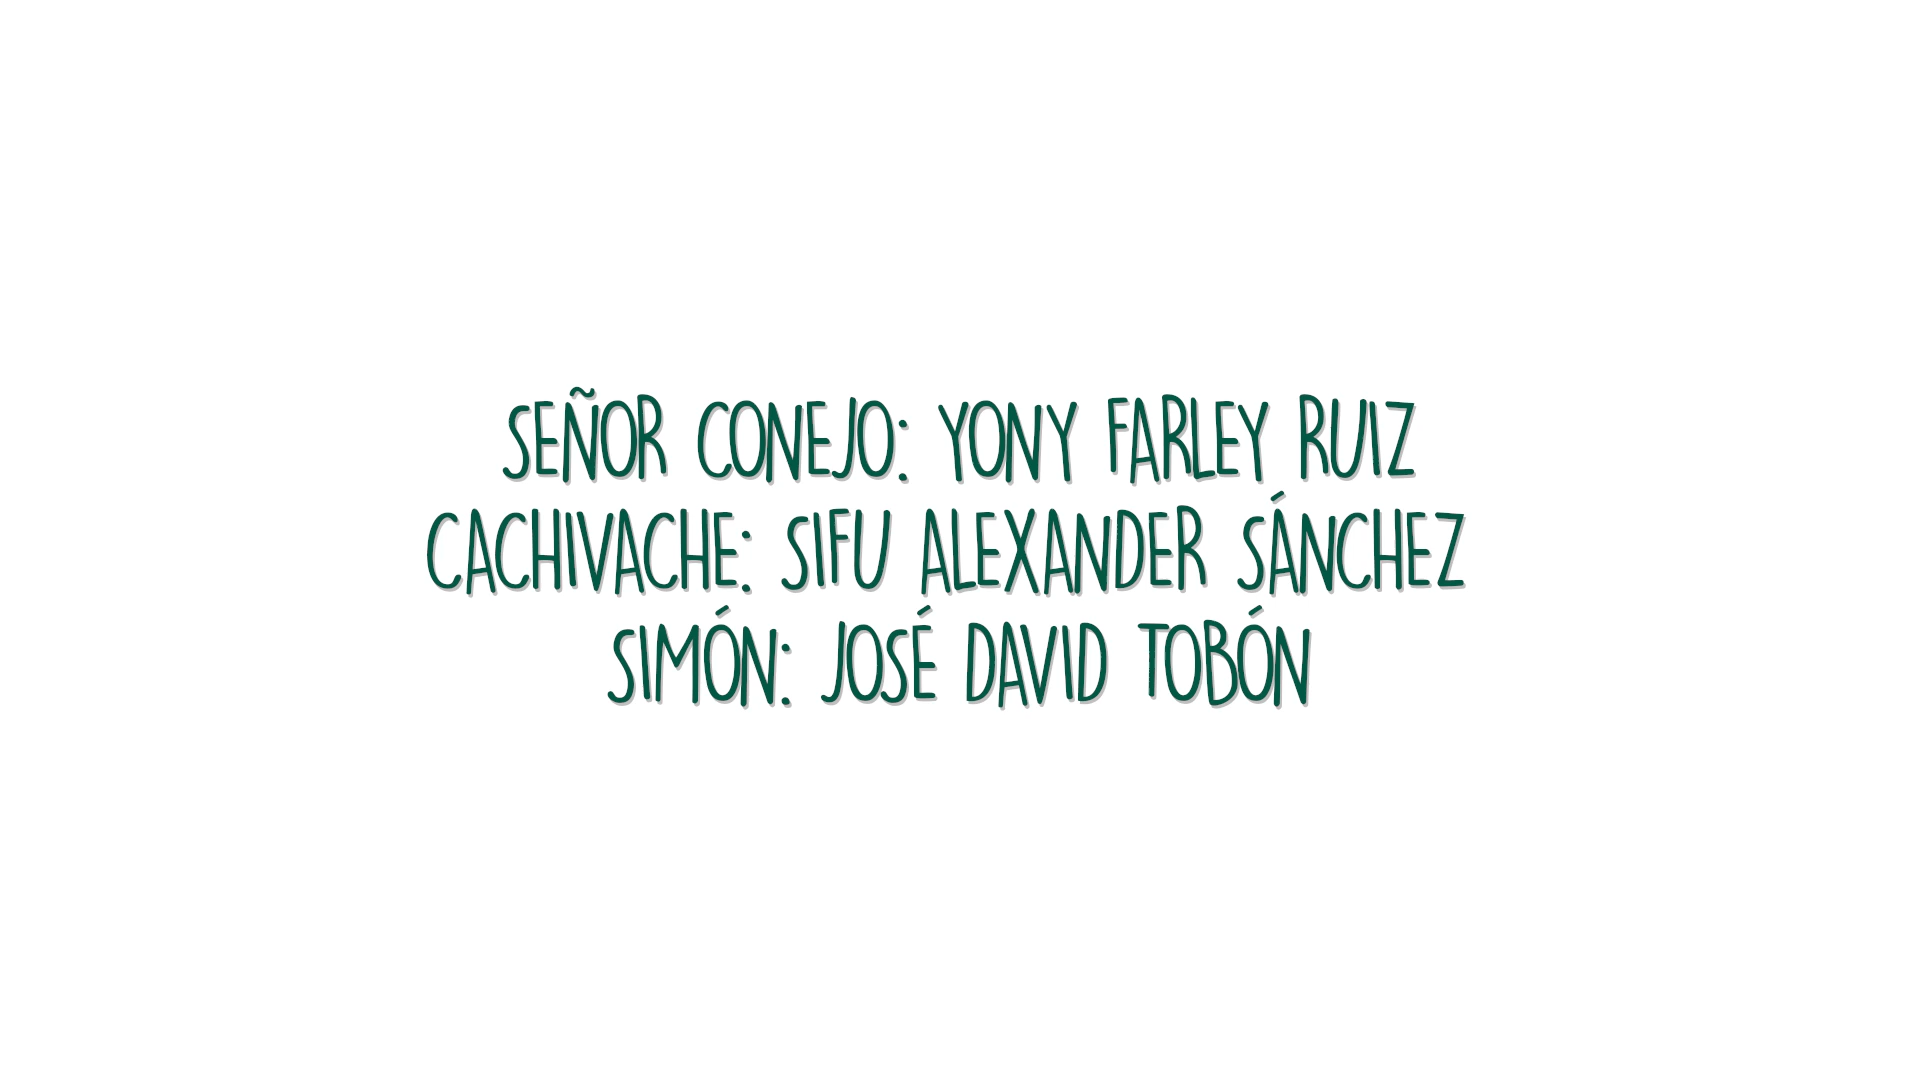 SEÑOR CONEJO: YONY FARLEY RUIZ
CACHIVACHE: SIFU ALEXANDER SÁNCHEZ
SIMÓN: JOSÉ DAVID TOBÓN